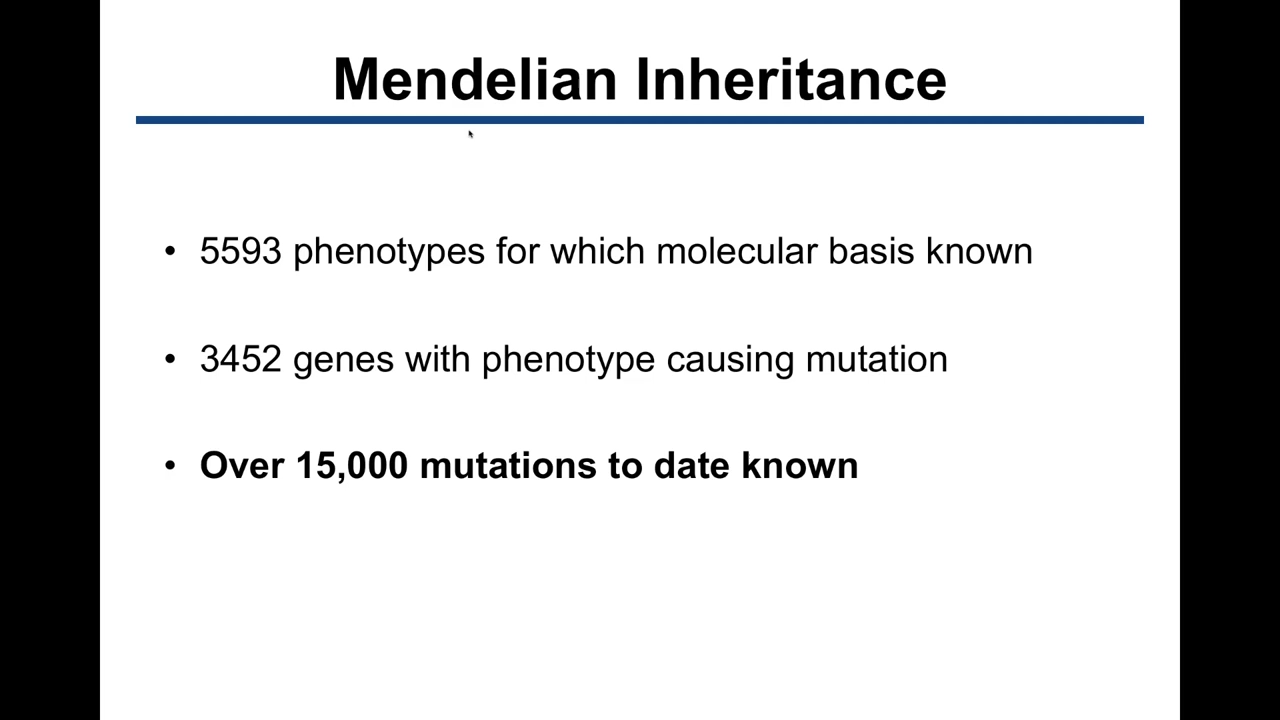 Mendelian Inheritance
• 5593 phenotypes for which molecular basis known
• 3452 genes with phenotype causing mutation
• Over 15,000 mutations to date known